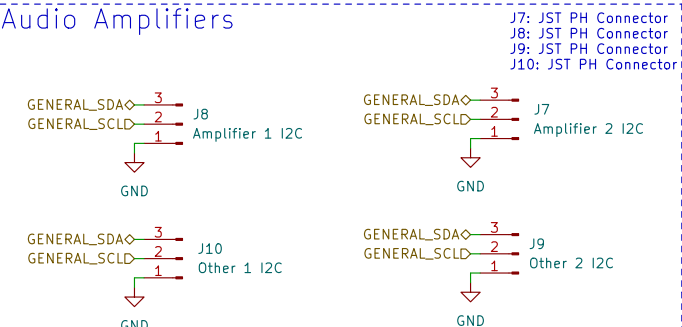 Audio Amplifiers
J7: JST PH Connector
J8: JST PH Connector
J9: JST PH Connector
J10: JST PH Connector
GENERAL_SDA 3
GENERAL_SCL 2
1
J8
Amplifier 1 I2C
GND
GENERAL_SDA 3
GENERAL_SCL 2
1
J7
Amplifier 2 I2C
GND
GENERAL_SDA 3
GENERAL_SCL 2
1
J10
Other 1 I2C
GND
GENERAL_SDA 3
GENERAL_SCL 2
1
J9
Other 2 I2C
GND